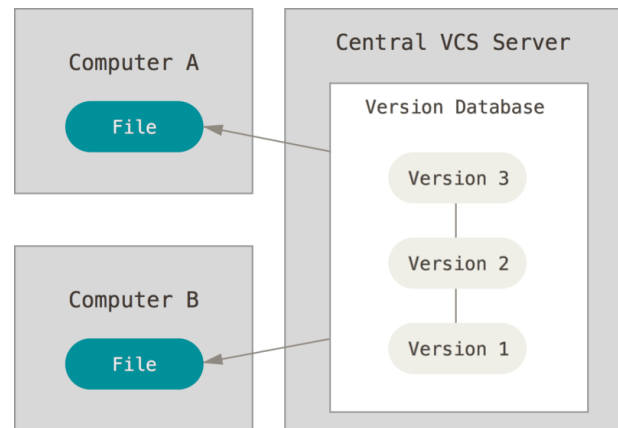 Computer A
File
Computer B
File
Central VCS Server
Version Database
Version 3
Version 2
Version 1